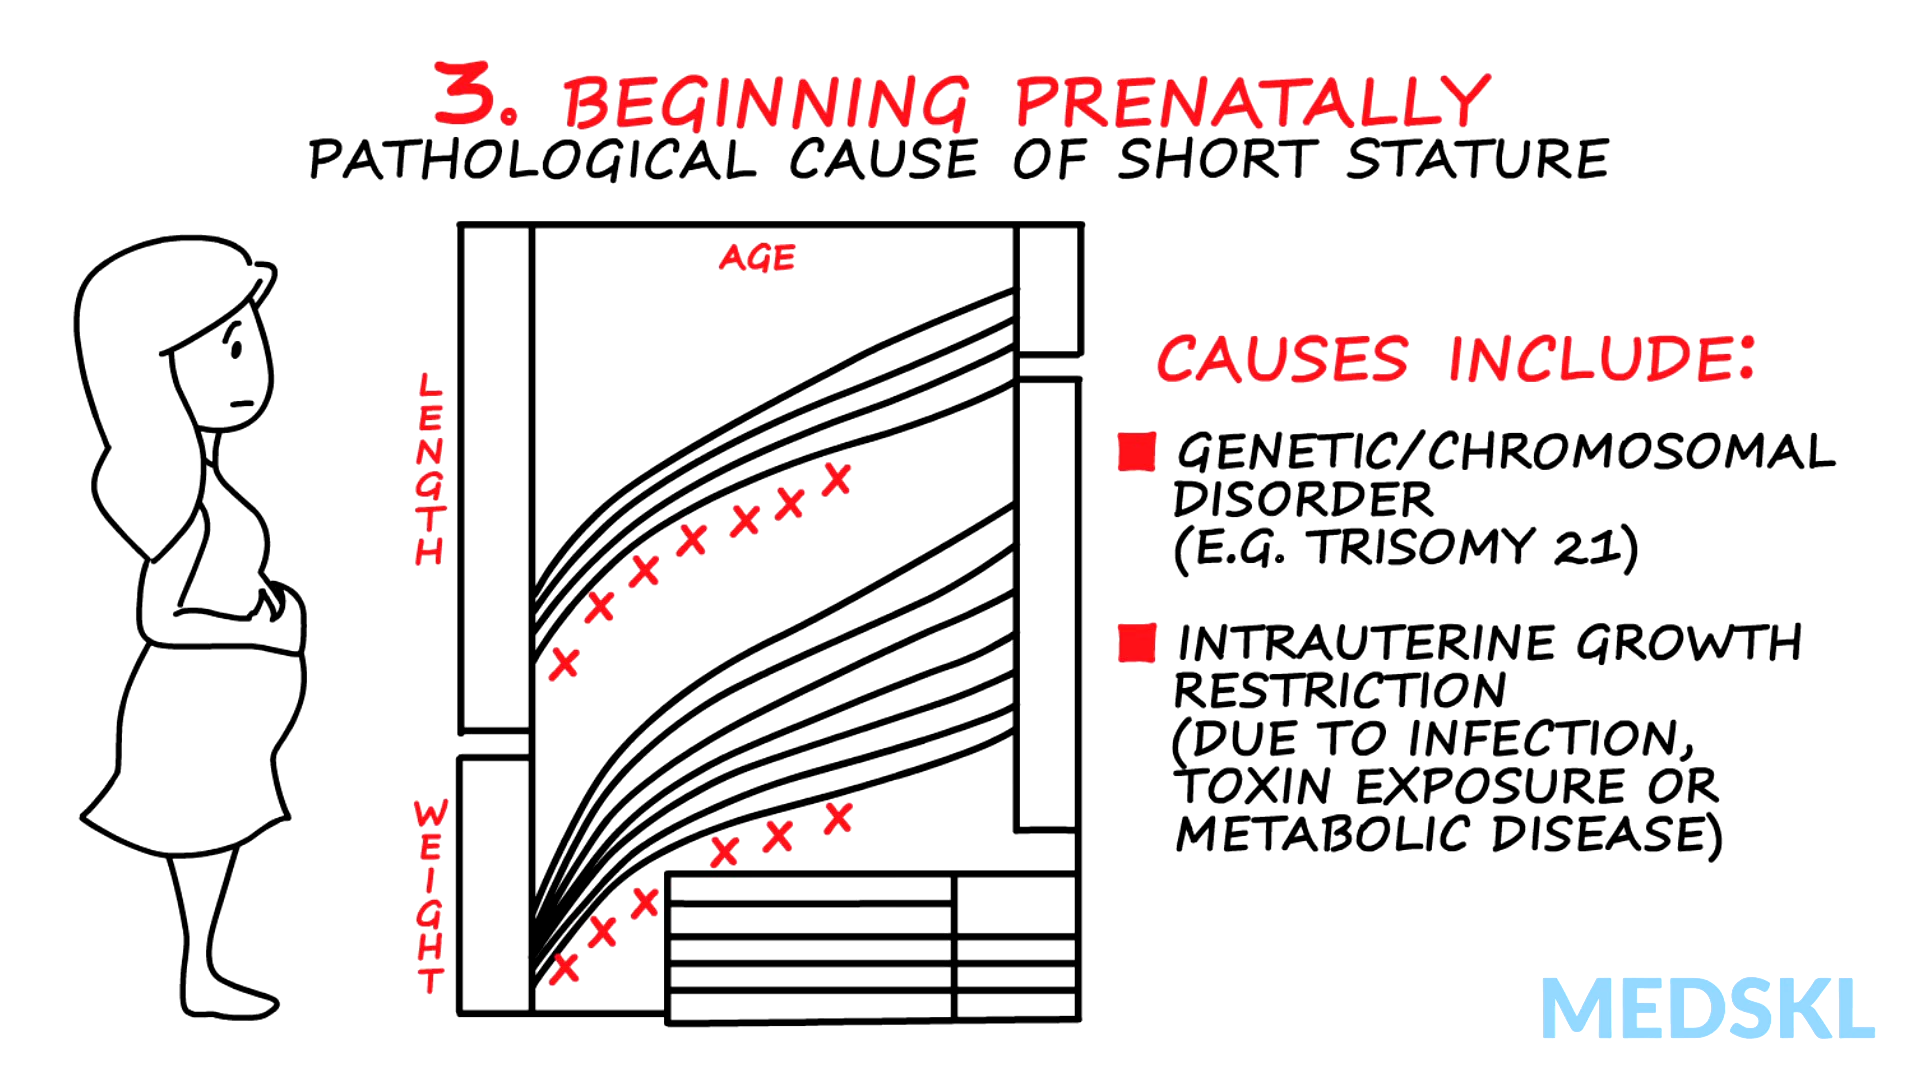 3. BEGINNING PRENATALLY
PATHOLOGICAL CAUSE OF SHORT STATURE
AGE
LENGTH
WEIGHT
CAUSES INCLUDE:
GENETIC/CHROMOSOMAL
DISORDER
(E.G. TRISOMY 21)
INTRAUTERINE GROWTH
RESTRICTION
(DUE TO INFECTION,
TOXIN EXPOSURE OR
METABOLIC DISEASE)
MEDSKL